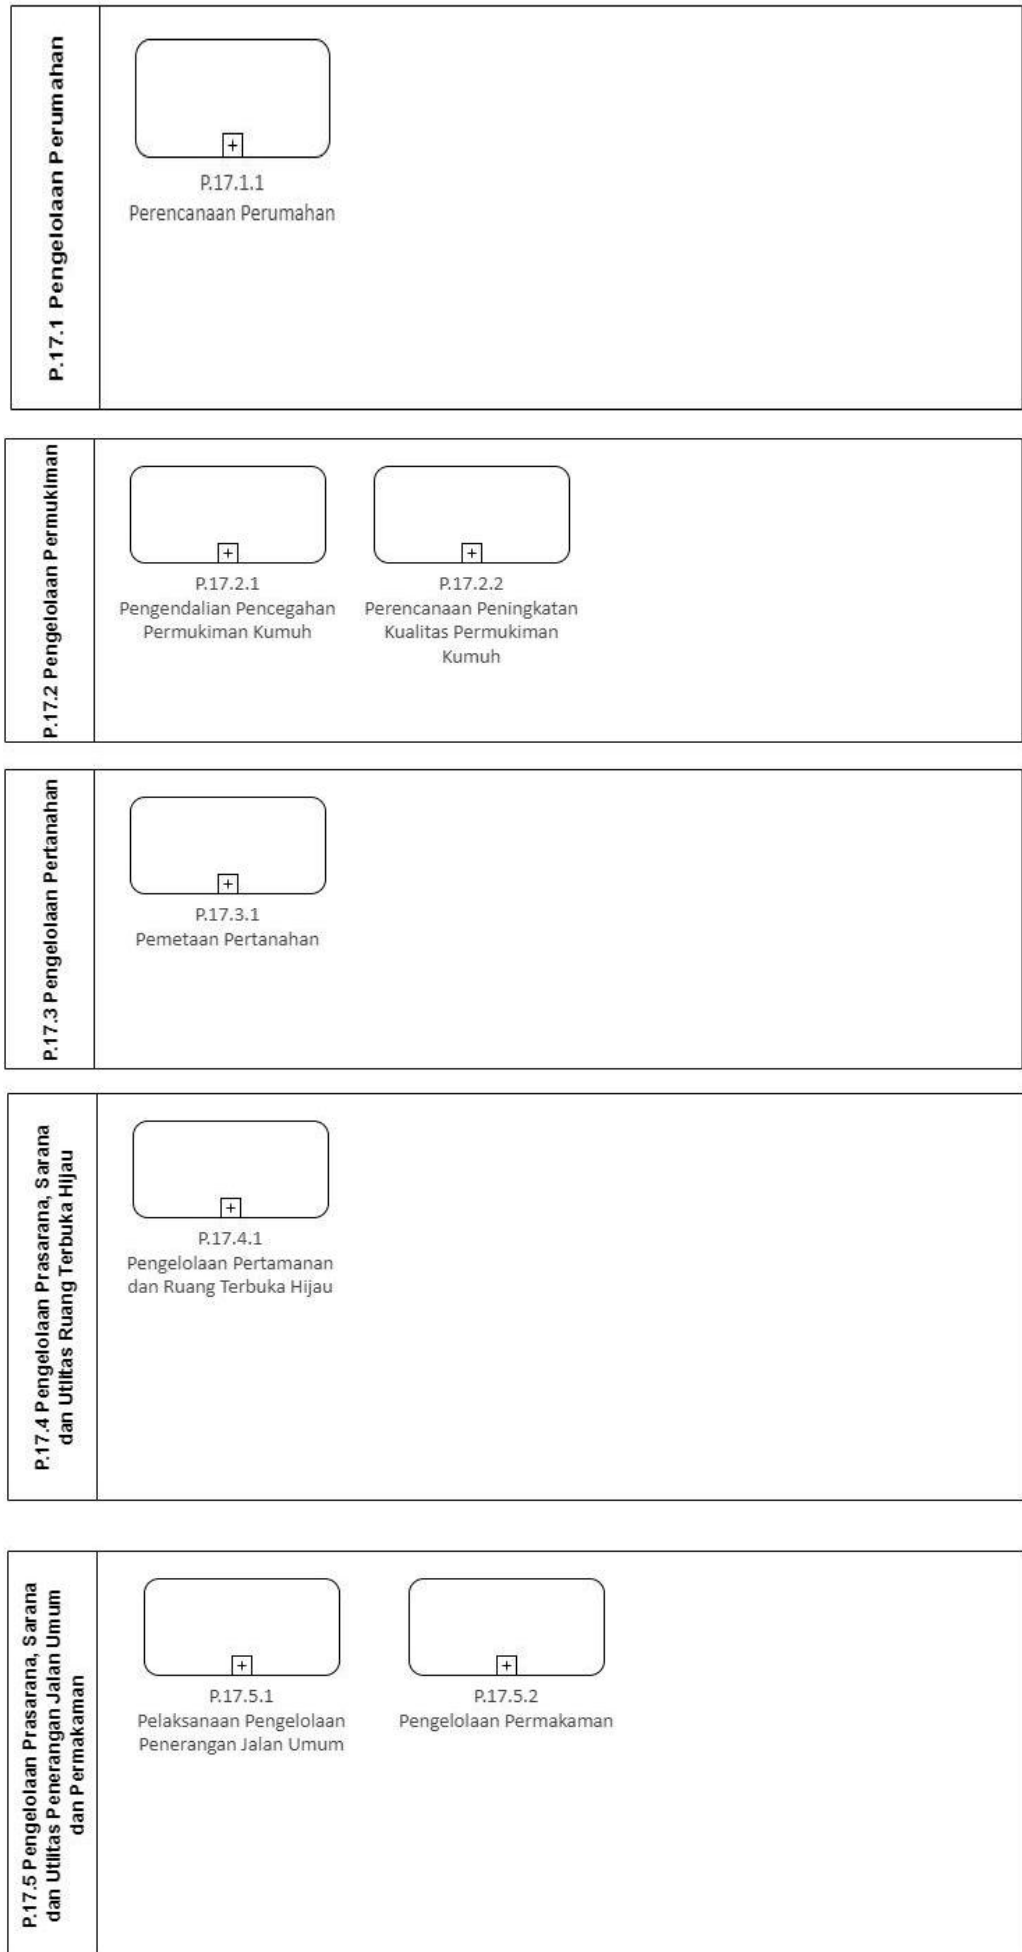 P.17.1 Pengelolaan Perumahan
P.17.1.1
Perencanaan Perumahan
P.17.2 Pengelolaan Permukiman
P.17.2.1
Pengendalian Pencegahan
Permukiman Kumuh
P.17.2.2
Perencanaan Peningkatan
Kualitas Permukiman
Kumuh
P.17.3 Pengelolaan Pertanahan
P.17.3.1
Pemetaan Pertanahan
P.17.4 Pengelolaan Prasarana, Sarana
dan Utilitas Ruang Terbuka Hijau
P.17.4.1
Pengelolaan Pertamanan
dan Ruang Terbuka Hijau
P.17.5 Pengelolaan Prasarana, Sarana
dan Utilitas Penerangan Jalan Umum
dan Permakaman
P.17.5.1
Pelaksanaan Pengelolaan
Penerangan Jalan Umum
P.17.5.2
Pengelolaan Permakaman